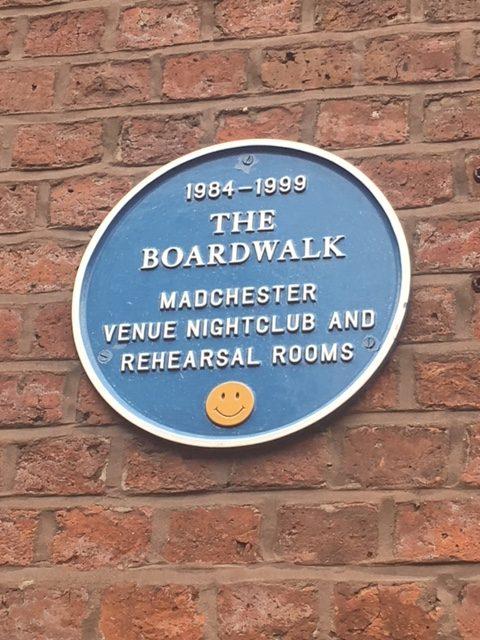 1984-1999
THE
BOARDWALK
MADCHESTER
VENUE NIGHTCLUB AND
REHEARSAL ROOMS